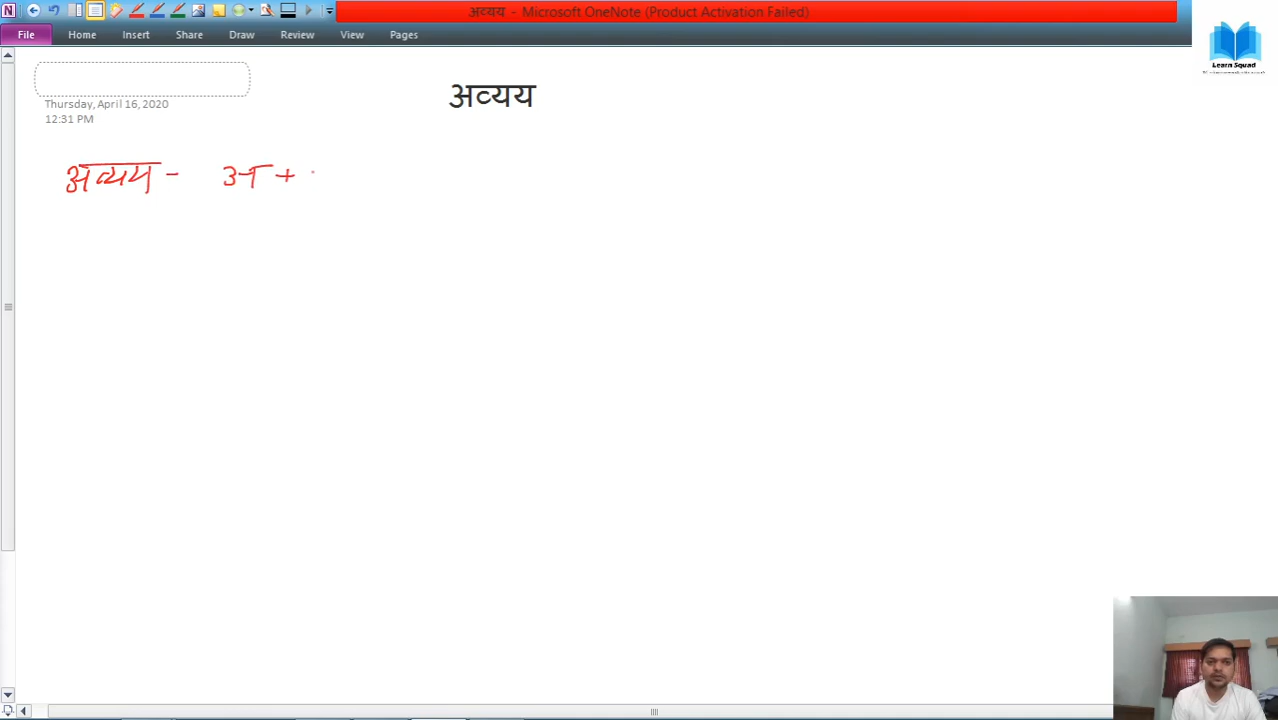 अव्यय - Microsoft OneNote (Product Activation Failed)
File Home Insert Share Draw Review View Pages
Learn Squad
Thursday, April 16, 2020
12:31 PM
अव्यय
अव्यय - अ +